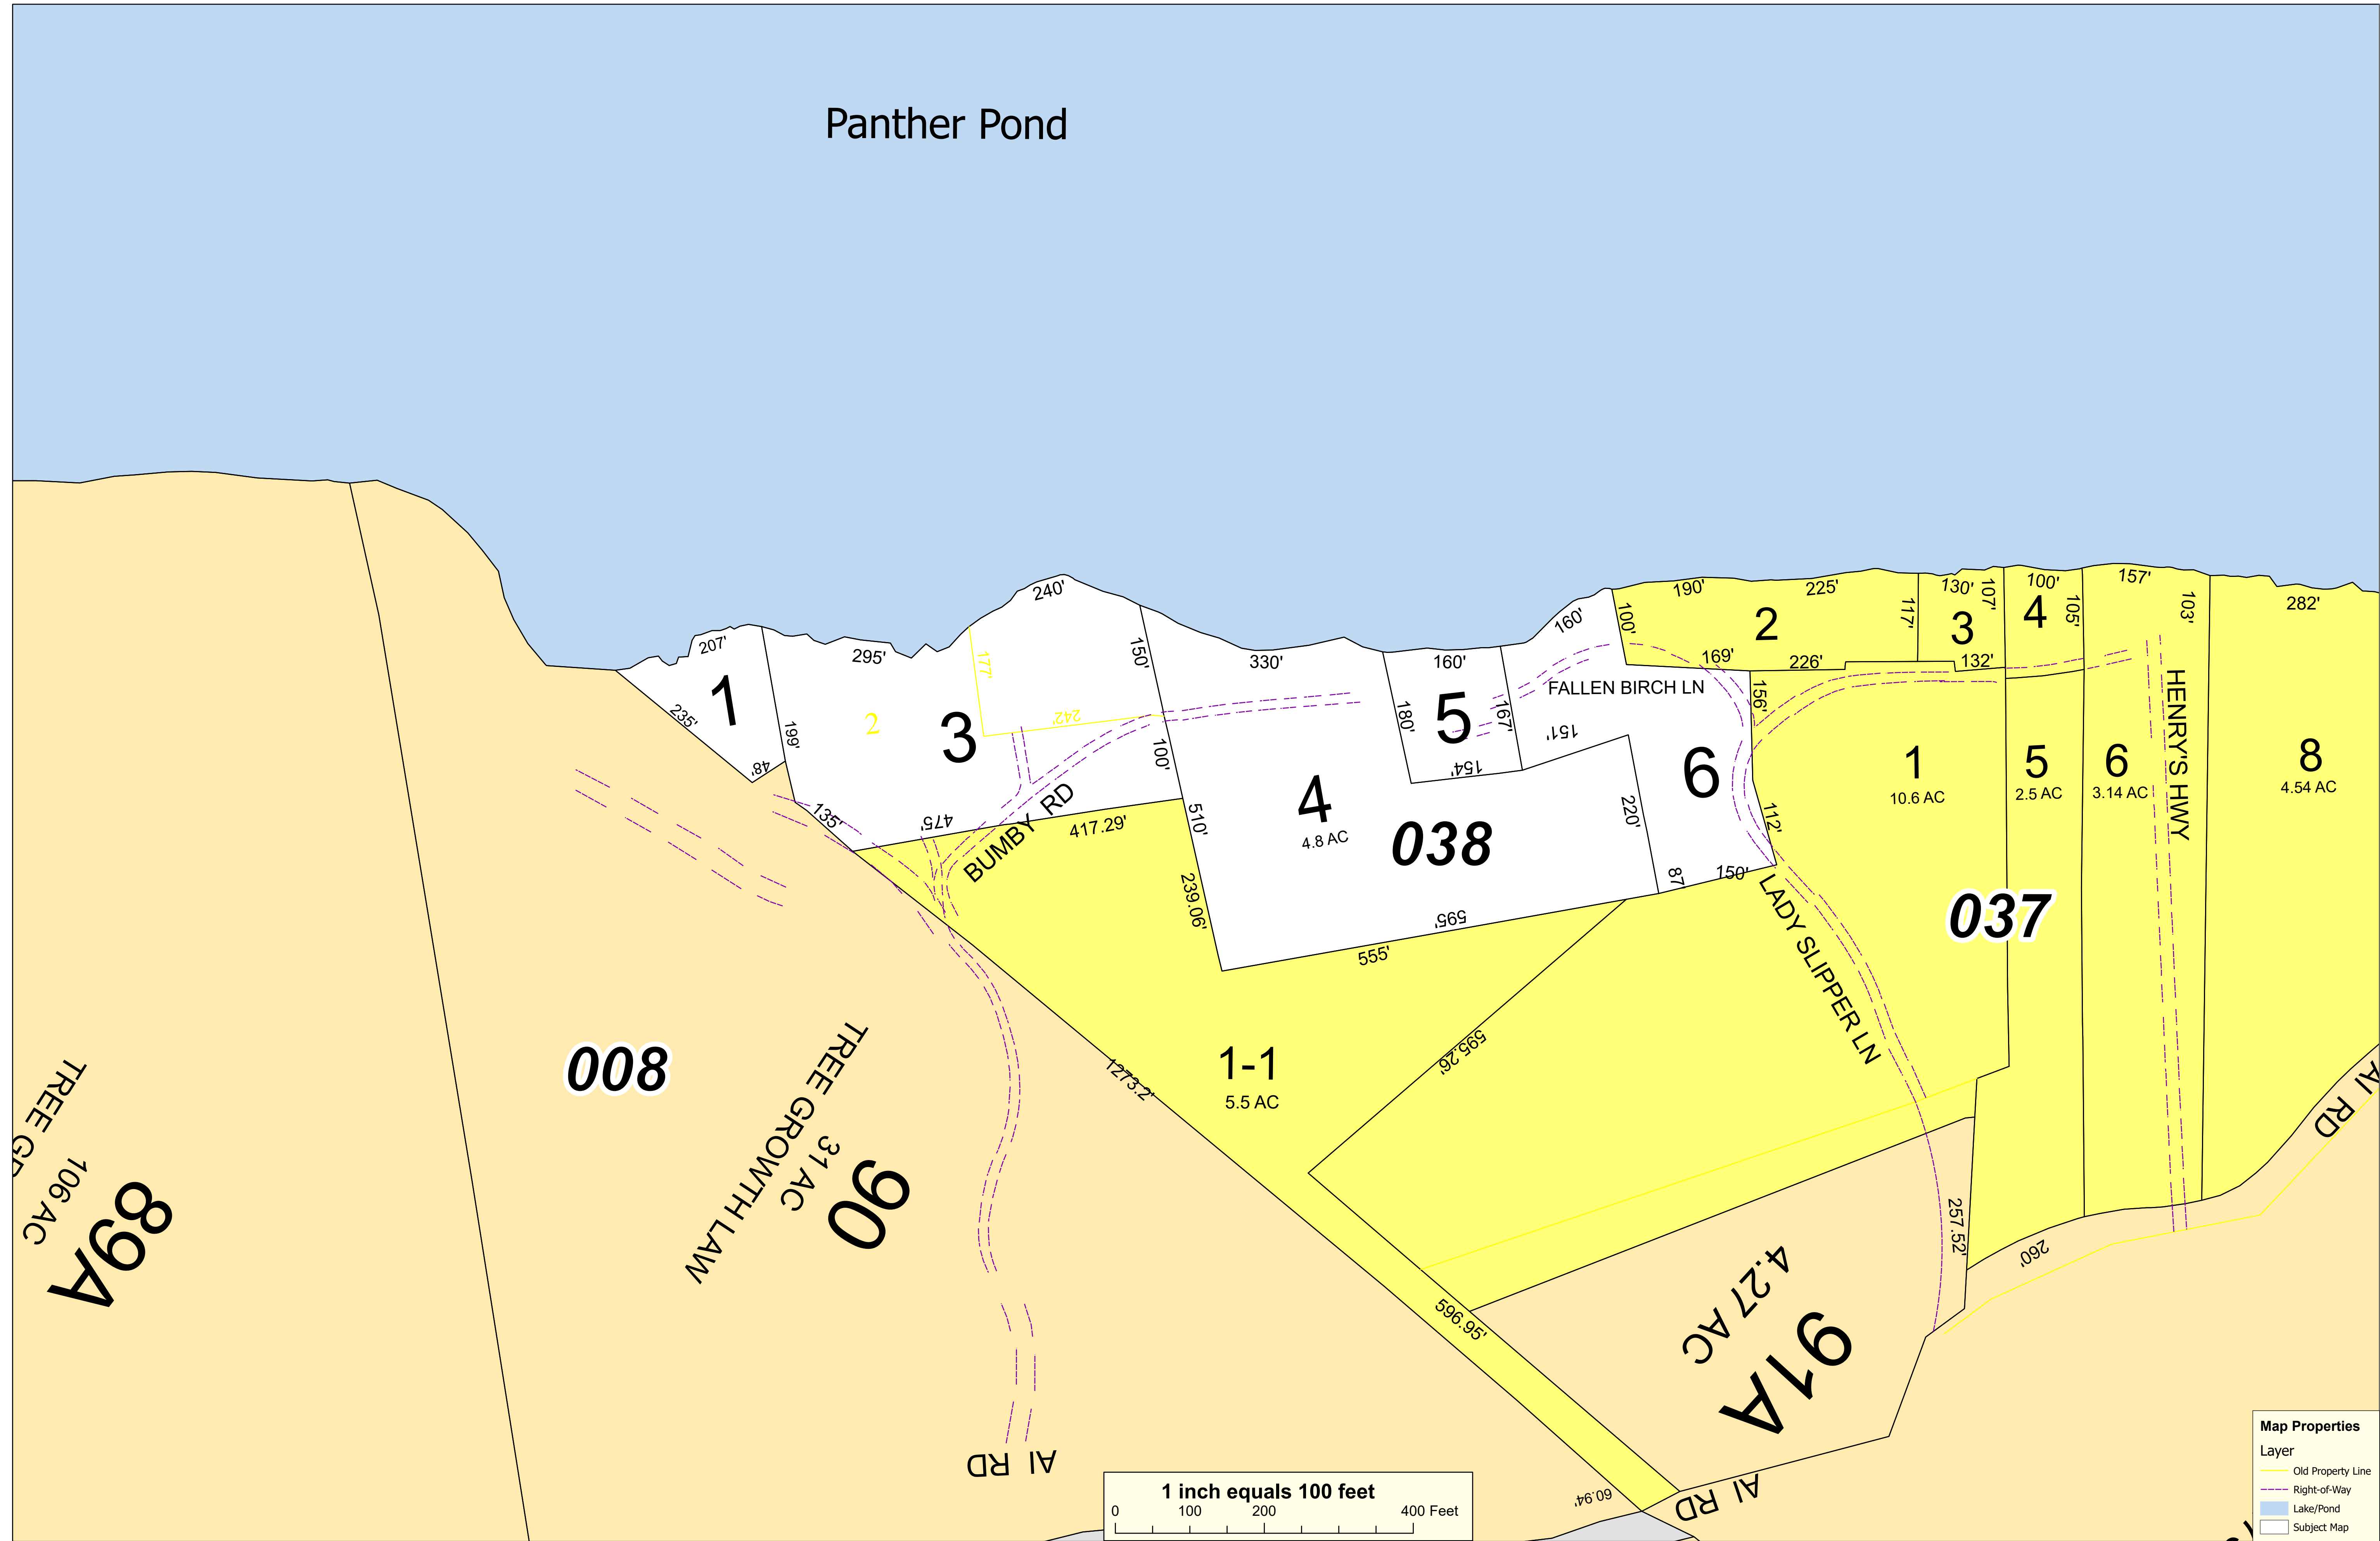 Panther Pond
240'
207'
295'
177'
242'
150'
330'
160'
160'
190'
225'
100'
117'
130'
107'
100'
105'
157'
103'
282'
1
2
3
235'
199'
48'
135'
475'
100'
BUMBY RD
417.29'
510'
239.06'
4
4.8 AC
038
5
180'
167'
154'
151'
FALLEN BIRCH LN
220'
6
87
150'
156'
112'
595'
555'
2
169'
226'
3
132'
4
1
10.6 AC
5
2.5 AC
6
3.14 AC
HENRY'S HWY
8
4.54 AC
037
LADY SLIPPER LN
008
TREE GROWTH LAW
31 AC
90
TREE GR
106 AC
89A
1-1
5.5 AC
1273.2'
595.26'
596.95'
257.52'
260'
4.27 AC
91A
AI RD
AI RD
AI RD
60.94'
1 inch equals 100 feet
0 100 200 400 Feet
Map Properties
Layer
Old Property Line
Right-of-Way
Lake/Pond
Subject Map